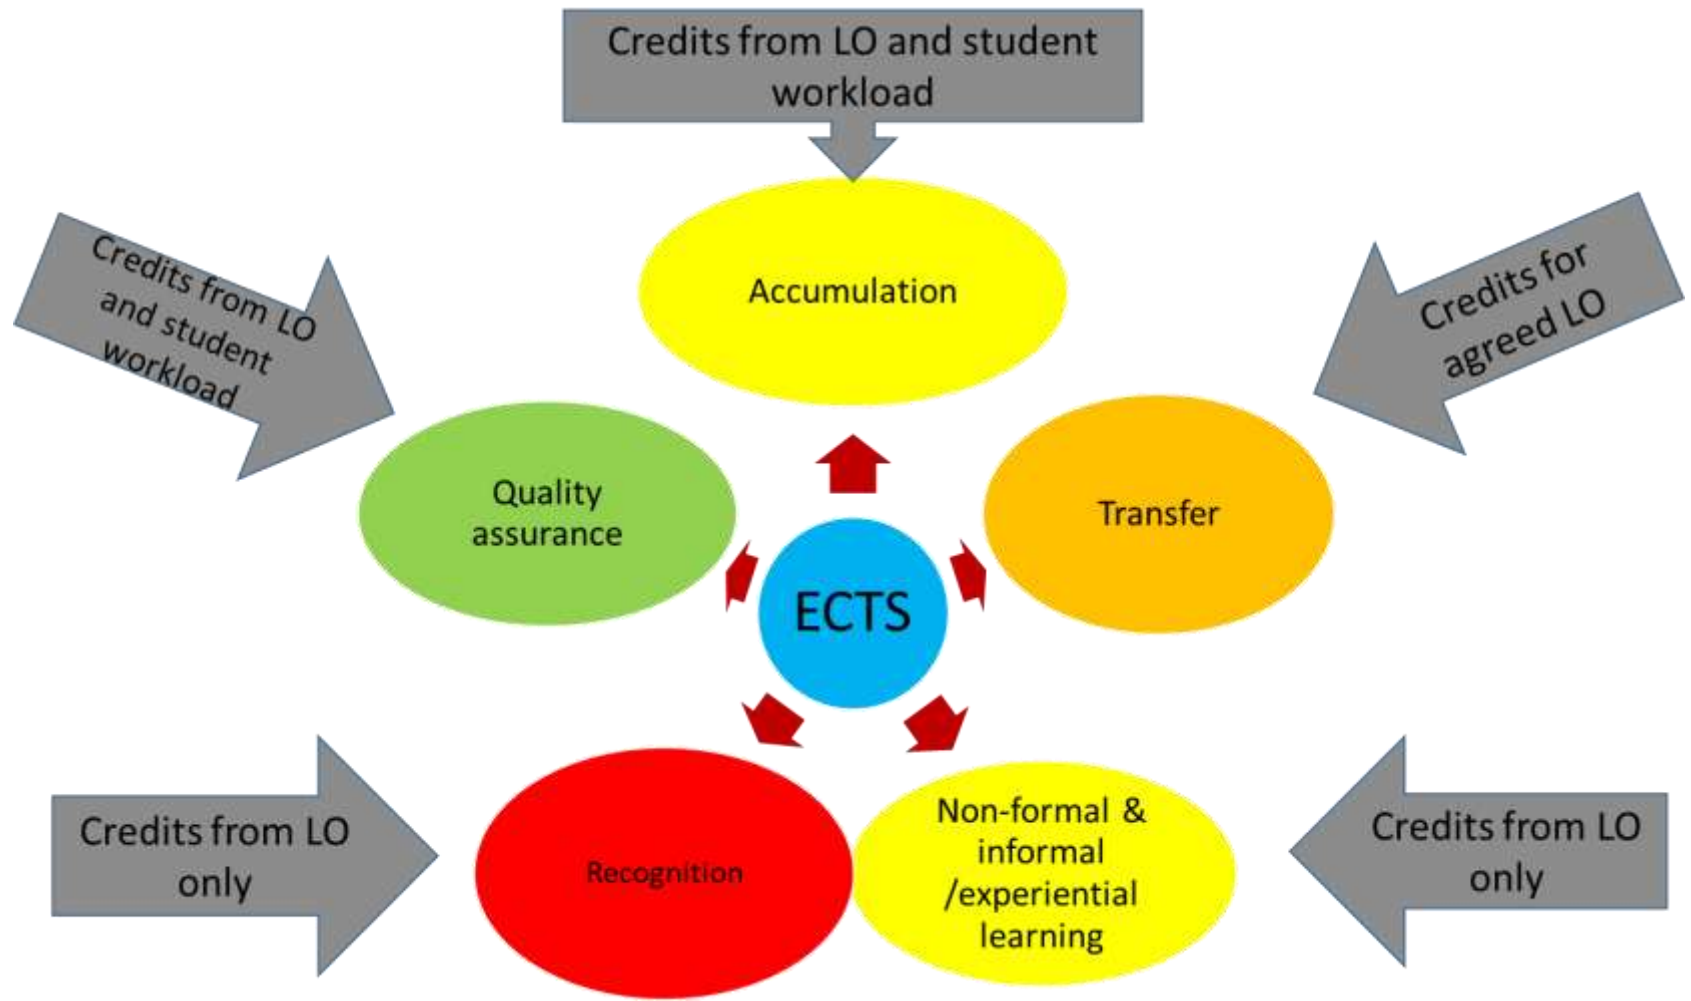 Credits from LO and student
workload
Credits from LO
and student
workload
Credits for
agreed LO
Accumulation
Quality
assurance
Transfer
ECTS
Credits from LO
only
Recognition
Non-formal &
informal
/experiential
learning
Credits from LO
only